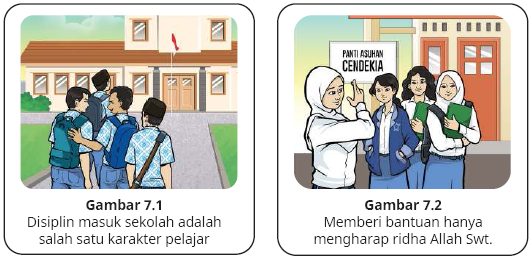 Gambar 7.1
Disiplin masuk sekolah adalah
salah satu karakter pelajar
PANTI ASUHAN
CENDEKIA
Gambar 7.2
Memberi bantuan hanya
mengharap ridha Allah Swt.